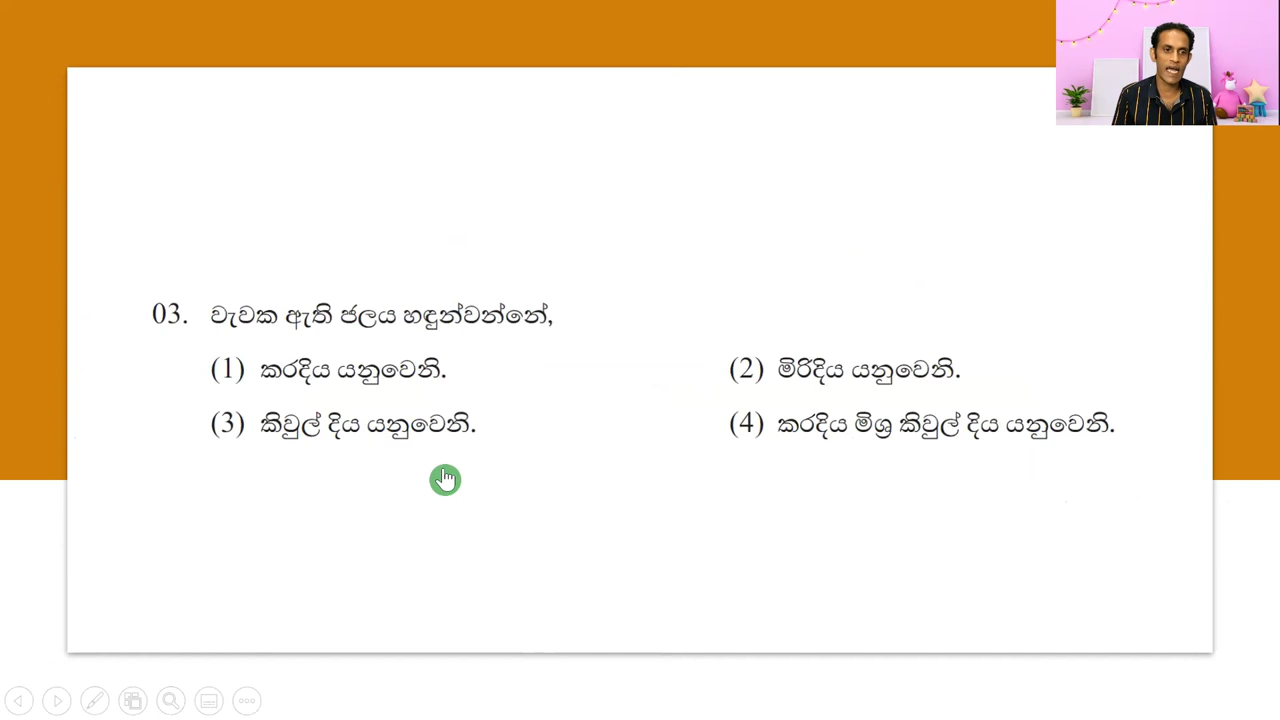 03. වැවක ඇති ජලය හඳුන්වන්නේ,
(1) කරදිය යනුවෙනි. (2) මිරිදිය යනුවෙනි.
(3) කිවුල් දිය යනුවෙනි. (4) කරදිය මිශ්‍ර කිවුල් දිය යනුවෙනි.